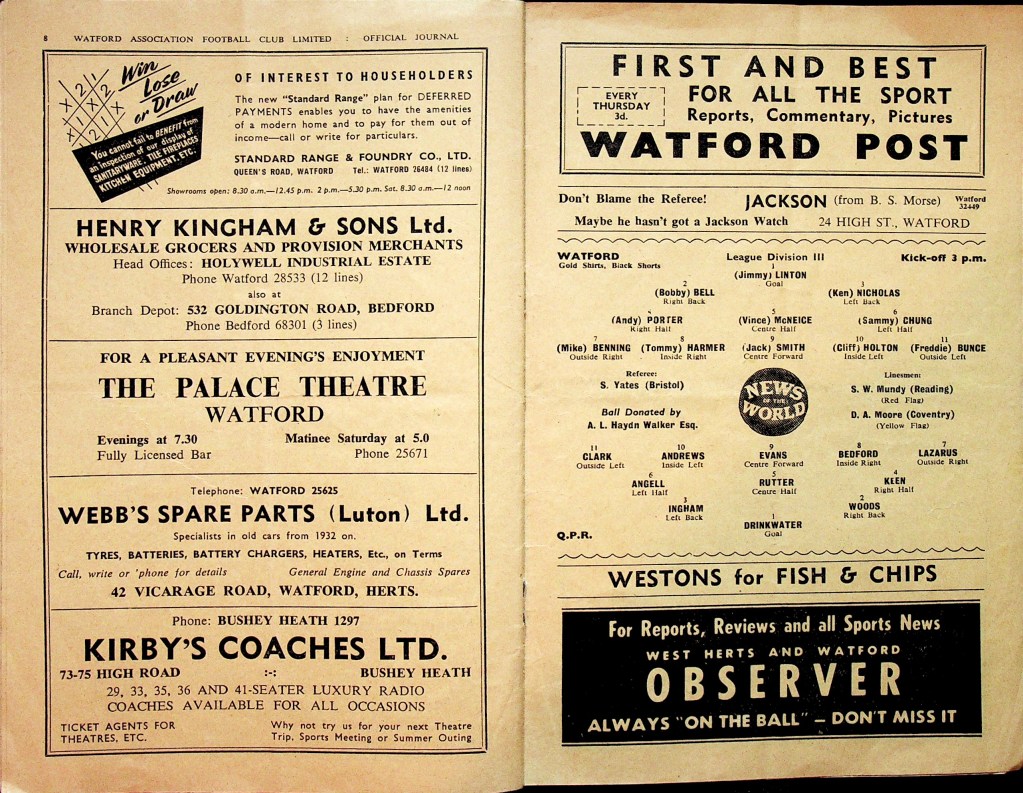 8 WATFORD ASSOCIATION FOOTBALL CLUB LIMITED : OFFICIAL JOURNAL
Win
Lose
or Draw
You cannot fail to BENEFIT from
an inspection of our display of
SANITARYWARE, TILE FIREPLACES
KITCHEN EQUIPMENT, ETC.
OF INTEREST TO HOUSEHOLDERS
The new "Standard Range" plan for DEFERRED
PAYMENTS enables you to have the amenities
of a modern home and to pay for them out of
income—call or write for particulars.
STANDARD RANGE & FOUNDRY CO., LTD.
QUEEN'S ROAD, WATFORD Tel.: WATFORD 26484 (12 lines)
Showrooms open: 8.30 a.m.—12.45 p.m. 2 p.m.—5.30 p.m. Sat. 8.30 a.m.—12 noon
HENRY KINGHAM & SONS Ltd.
WHOLESALE GROCERS AND PROVISION MERCHANTS
Head Offices: HOLYWELL INDUSTRIAL ESTATE
Phone Watford 28533 (12 lines)
also at
Branch Depot: 532 GOLDINGTON ROAD, BEDFORD
Phone Bedford 68301 (3 lines)
FOR A PLEASANT EVENING'S ENJOYMENT
THE PALACE THEATRE
WATFORD
Evenings at 7.30 Matinee Saturday at 5.0
Fully Licensed Bar Phone 25671
Telephone: WATFORD 25625
WEBB'S SPARE PARTS (Luton) Ltd.
Specialists in old cars from 1932 on.
TYRES, BATTERIES, BATTERY CHARGERS, HEATERS, Etc., on Terms
Call, write or 'phone for details General Engine and Chassis Spares
42 VICARAGE ROAD, WATFORD, HERTS.
Phone: BUSHEY HEATH 1297
KIRBY'S COACHES LTD.
73-75 HIGH ROAD :-: BUSHEY HEATH
29, 33, 35, 36 AND 41-SEATER LUXURY RADIO
COACHES AVAILABLE FOR ALL OCCASIONS
TICKET AGENTS FOR Why not try us for your next Theatre
THEATRES, ETC. Trip, Sports Meeting or Summer Outing
FIRST AND BEST
EVERY
THURSDAY
3d.
FOR ALL THE SPORT
Reports, Commentary, Pictures
WATFORD POST
Don't Blame the Referee! JACKSON (from B. S. Morse) Watford
32449
Maybe he hasn't got a Jackson Watch 24 HIGH ST., WATFORD
WATFORD League Division III Kick-off 3 p.m.
Gold Shirts, Black Shorts
1
(Jimmy) LINTON
Goal
2 3
(Bobby) BELL (Ken) NICHOLAS
Right Back Left Back
4 5 6
(Andy) PORTER (Vince) McNEICE (Sammy) CHUNG
Right Half Centre Half Left Half
7 8 9 10 11
(Mike) BENNING (Tommy) HARMER (Jack) SMITH (Cliff) HOLTON (Freddie) BUNCE
Outside Right Inside Right Centre Forward Inside Left Outside Left
Referee: Linesmen:
S. Yates (Bristol) S. W. Mundy (Reading)
(Red Flag)
Ball Donated by D. A. Moore (Coventry)
A. L. Haydn Walker Esq. (Yellow Flag)
NEWS
OF THE
WORLD
11 10 9 8 7
CLARK ANDREWS EVANS BEDFORD LAZARUS
Outside Left Inside Left Centre Forward Inside Right Outside Right
6 5 4
ANGELL RUTTER KEEN
Left Half Centre Half Right Half
3 2
INGHAM WOODS
Left Back Right Back
1
DRINKWATER
Goal
Q.P.R.
WESTONS for FISH & CHIPS
For Reports, Reviews and all Sports News
WEST HERTS AND WATFORD
OBSERVER
ALWAYS "ON THE BALL" – DON'T MISS IT